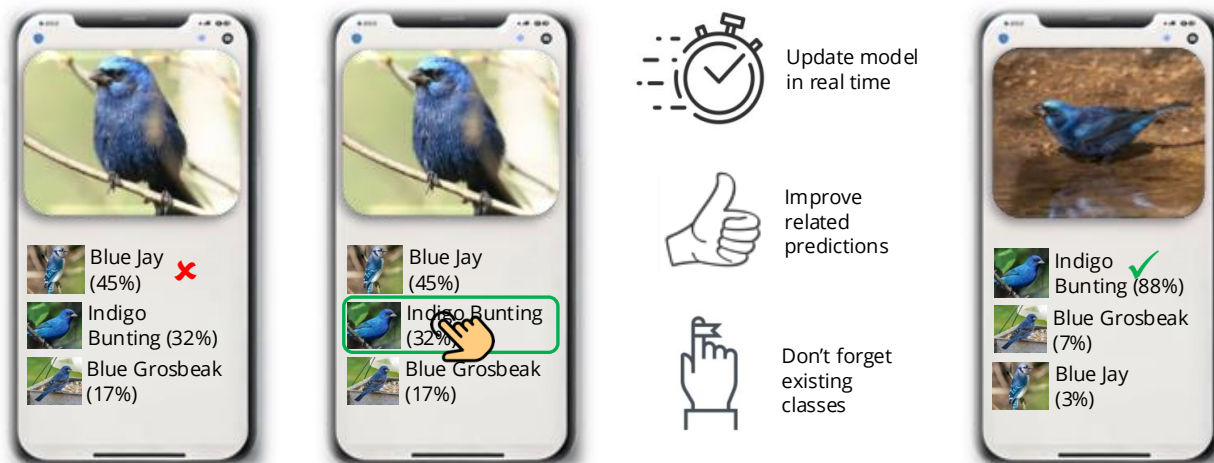 Blue Jay
(45%)
Indigo
Bunting (32%)
Blue Grosbeak
(17%)
Blue Jay
(45%)
Indigo Bunting
(32%)
Blue Grosbeak
(17%)
Update model
in real time
Improve
related
predictions
Don't forget
existing
classes
Indigo
Bunting (88%)
Blue Grosbeak
(7%)
Blue Jay
(3%)